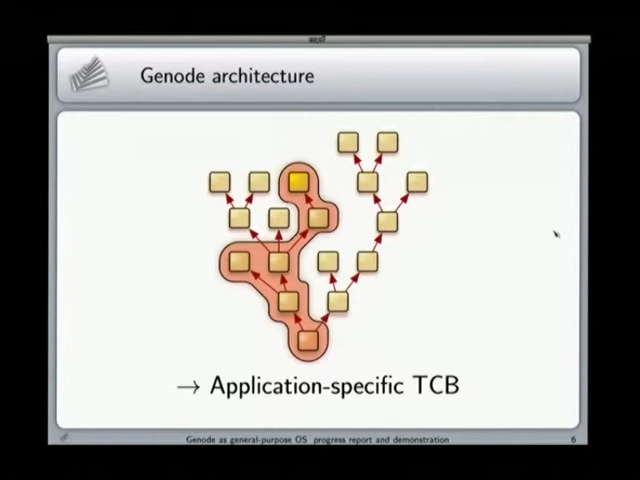 Genode architecture
→ Application-specific TCB
Genode as general-purpose OS progress report and demonstration
6